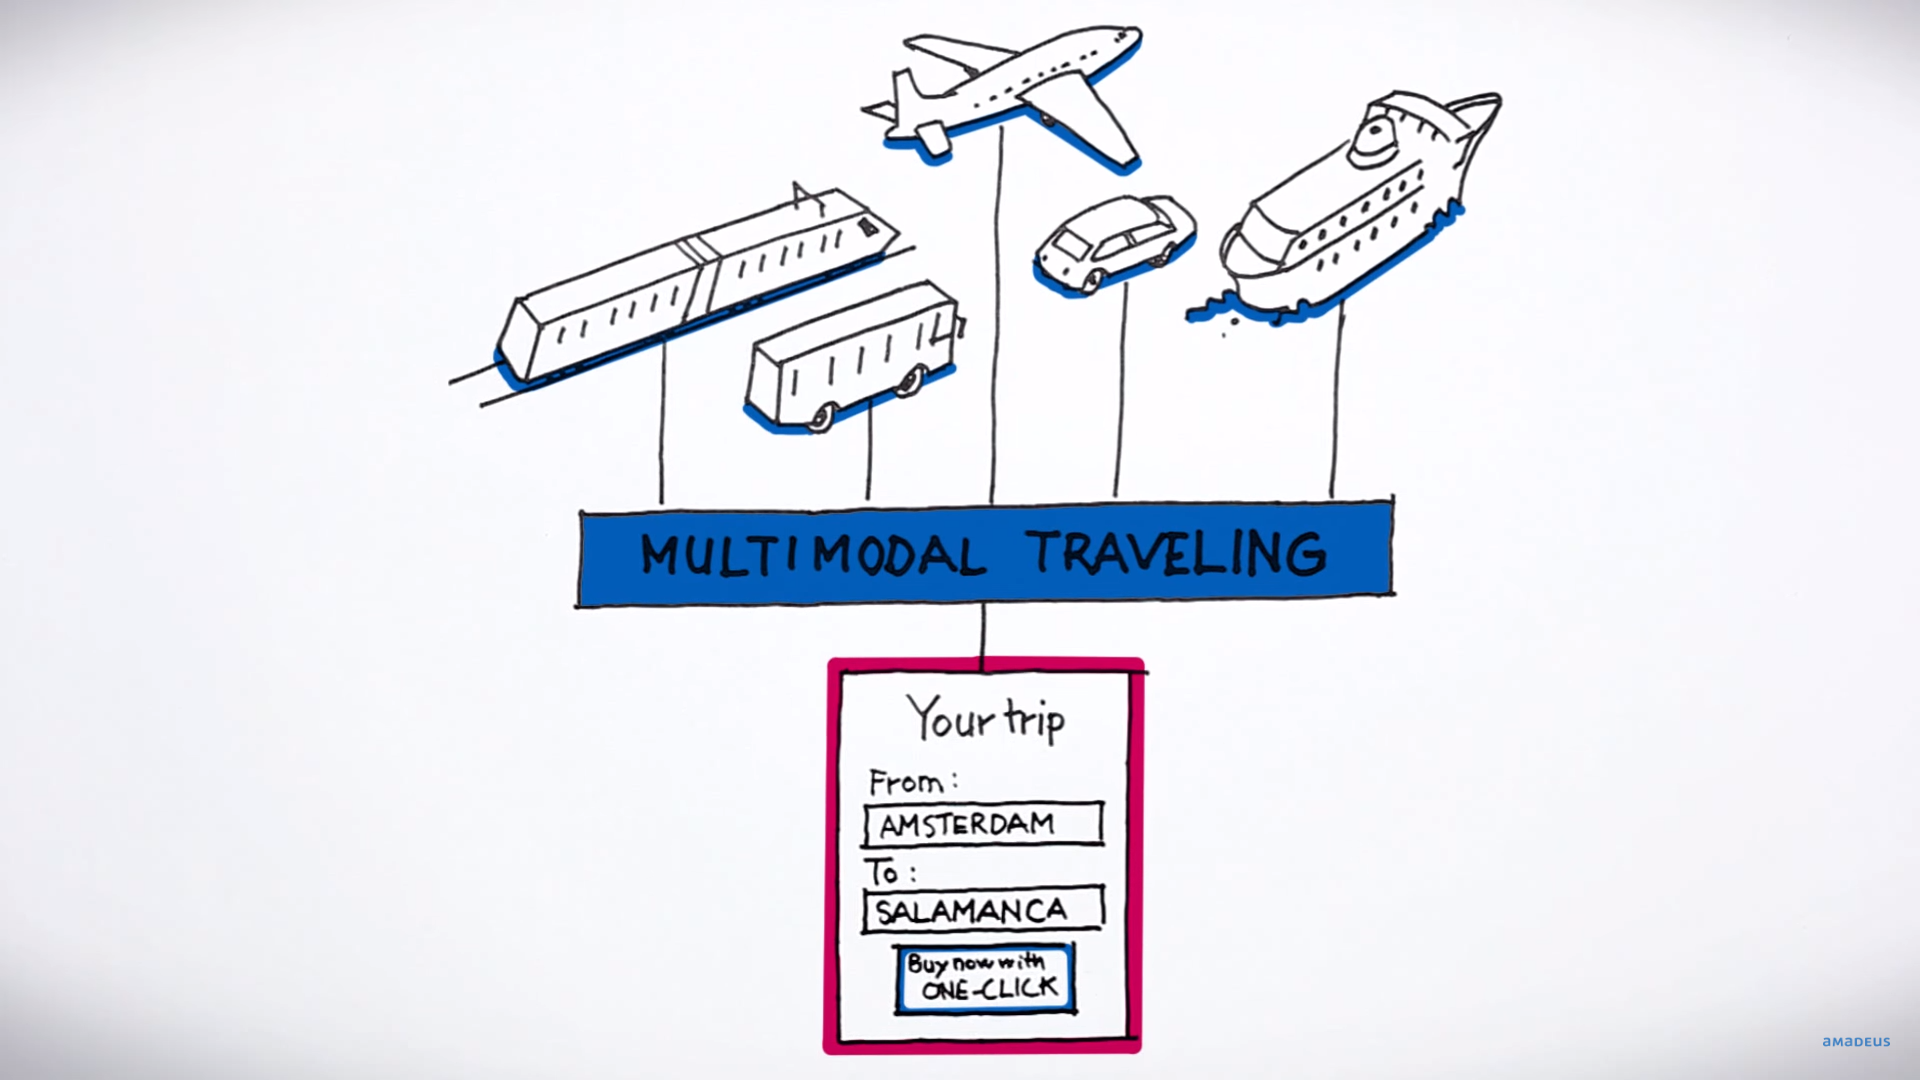 MULTIMODAL TRAVELING
Your trip
From:
AMSTERDAM
To:
SALAMANCA
Buy now with
ONE-CLICK
amadeus